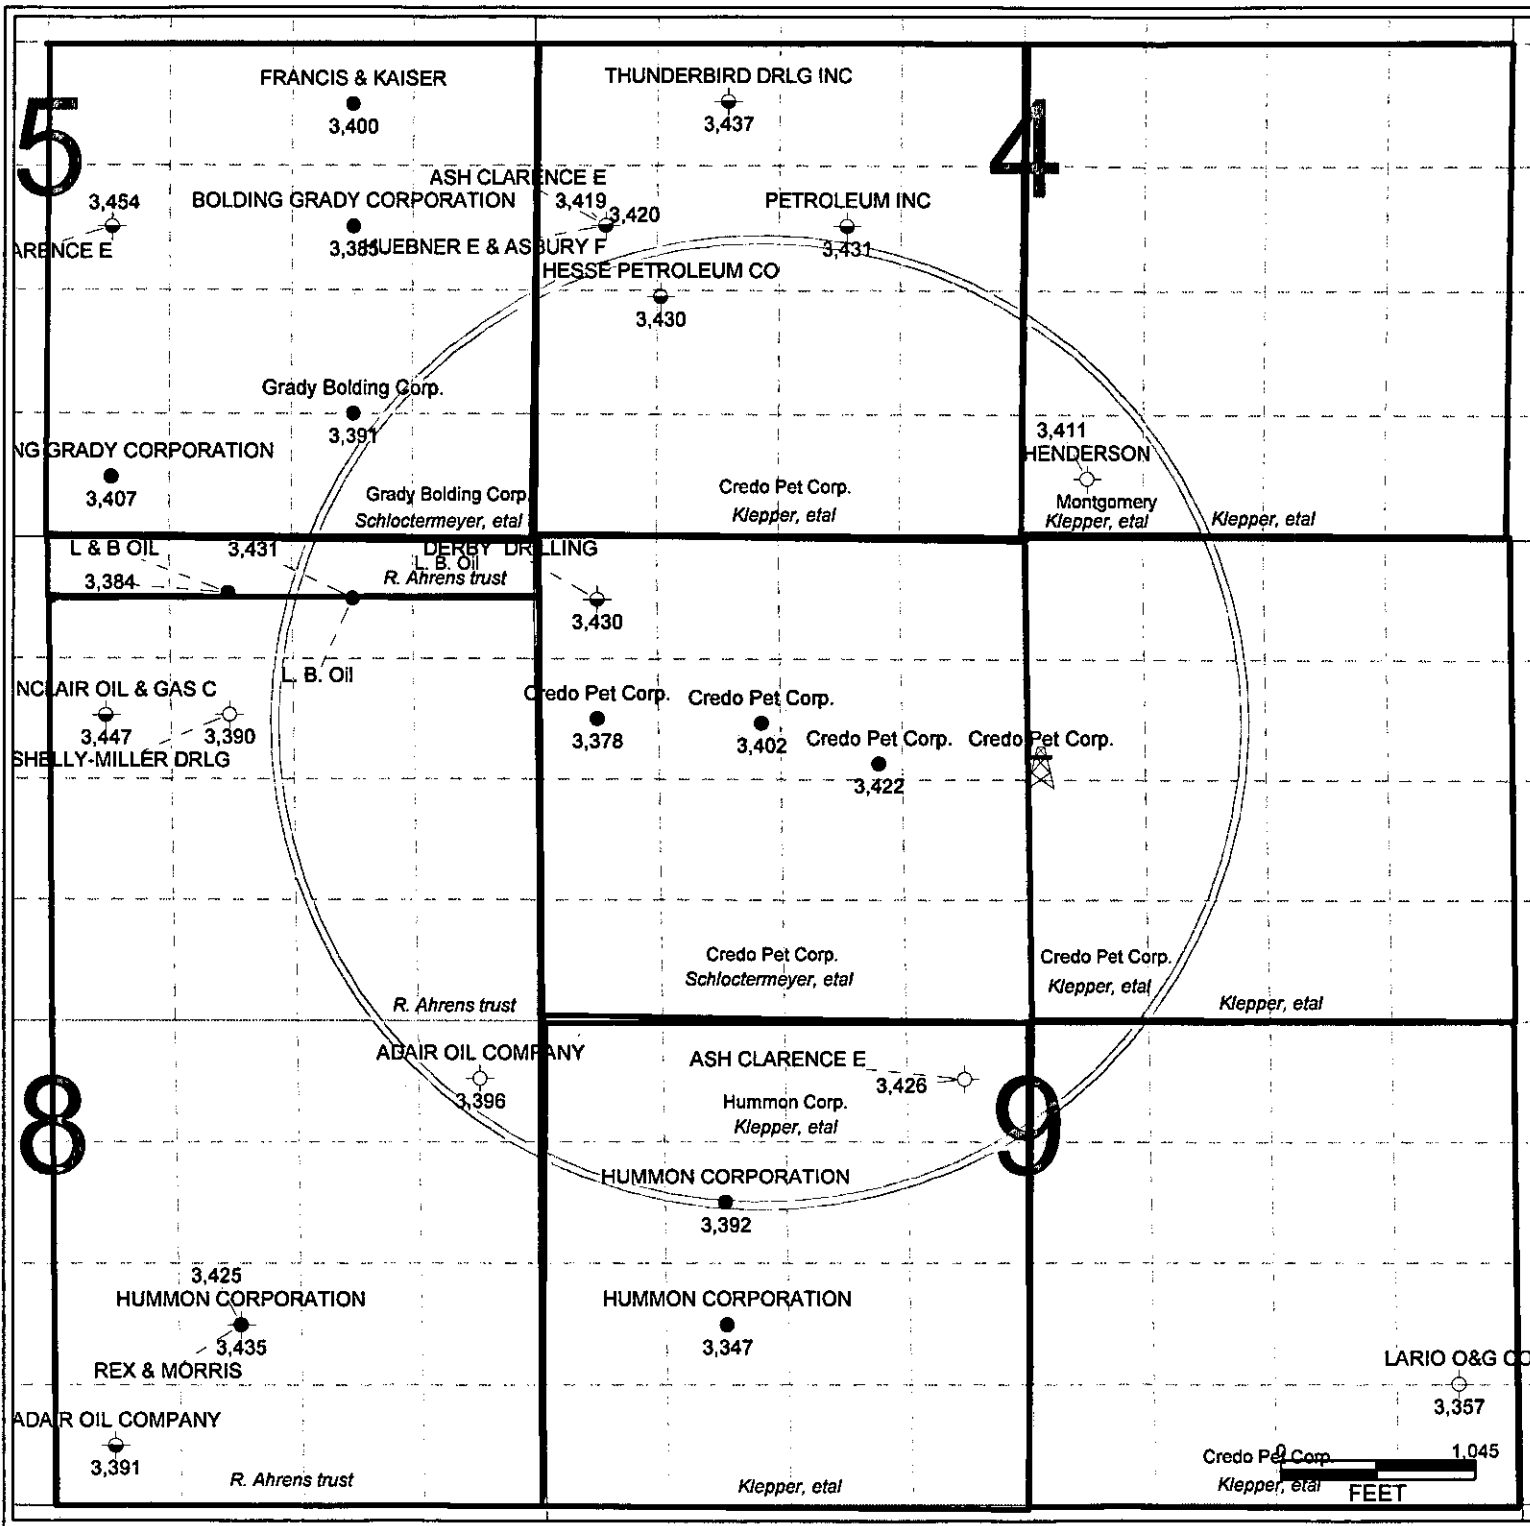 FRANCIS & KAISER
3,400
THUNDERBIRD DRLG INC
3,437
5
4
3,454
ARENCE E
BOLDING GRADY CORPORATION
3,385
ASH CLARENCE E
3,419
3,420
HUEBNER E & ASBURY F
PETROLEUM INC
3,431
HESSE PETROLEUM CO
3,430
Grady Bolding Corp.
3,391
NG GRADY CORPORATION
3,407
Grady Bolding Corp.
Schloctermeyer, etal
Credo Pet Corp.
Klepper, etal
3,411
HENDERSON
Montgomery
Klepper, etal
Klepper, etal
L & B OIL
3,384
3,431
DERBY DRILLING
L. B. Oil
R. Ahrens trust
3,430
L. B. Oil
NCLAIR OIL & GAS C
3,447
3,390
SHELLY-MILLER DRLG
Credo Pet Corp.
3,378
Credo Pet Corp.
3,402
Credo Pet Corp.
3,422
Credo Pet Corp.
R. Ahrens trust
Credo Pet Corp.
Schloctermeyer, etal
Credo Pet Corp.
Klepper, etal
Klepper, etal
8
9
ADAIR OIL COMPANY
3,396
ASH CLARENCE E
3,426
Hummon Corp.
Klepper, etal
HUMMON CORPORATION
3,392
3,425
HUMMON CORPORATION
3,435
REX & MORRIS
HUMMON CORPORATION
3,347
LARIO O&G CO
3,357
ADAIR OIL COMPANY
3,391
R. Ahrens trust
Klepper, etal
Credo Pet Corp.
Klepper, etal
0
1,045
FEET